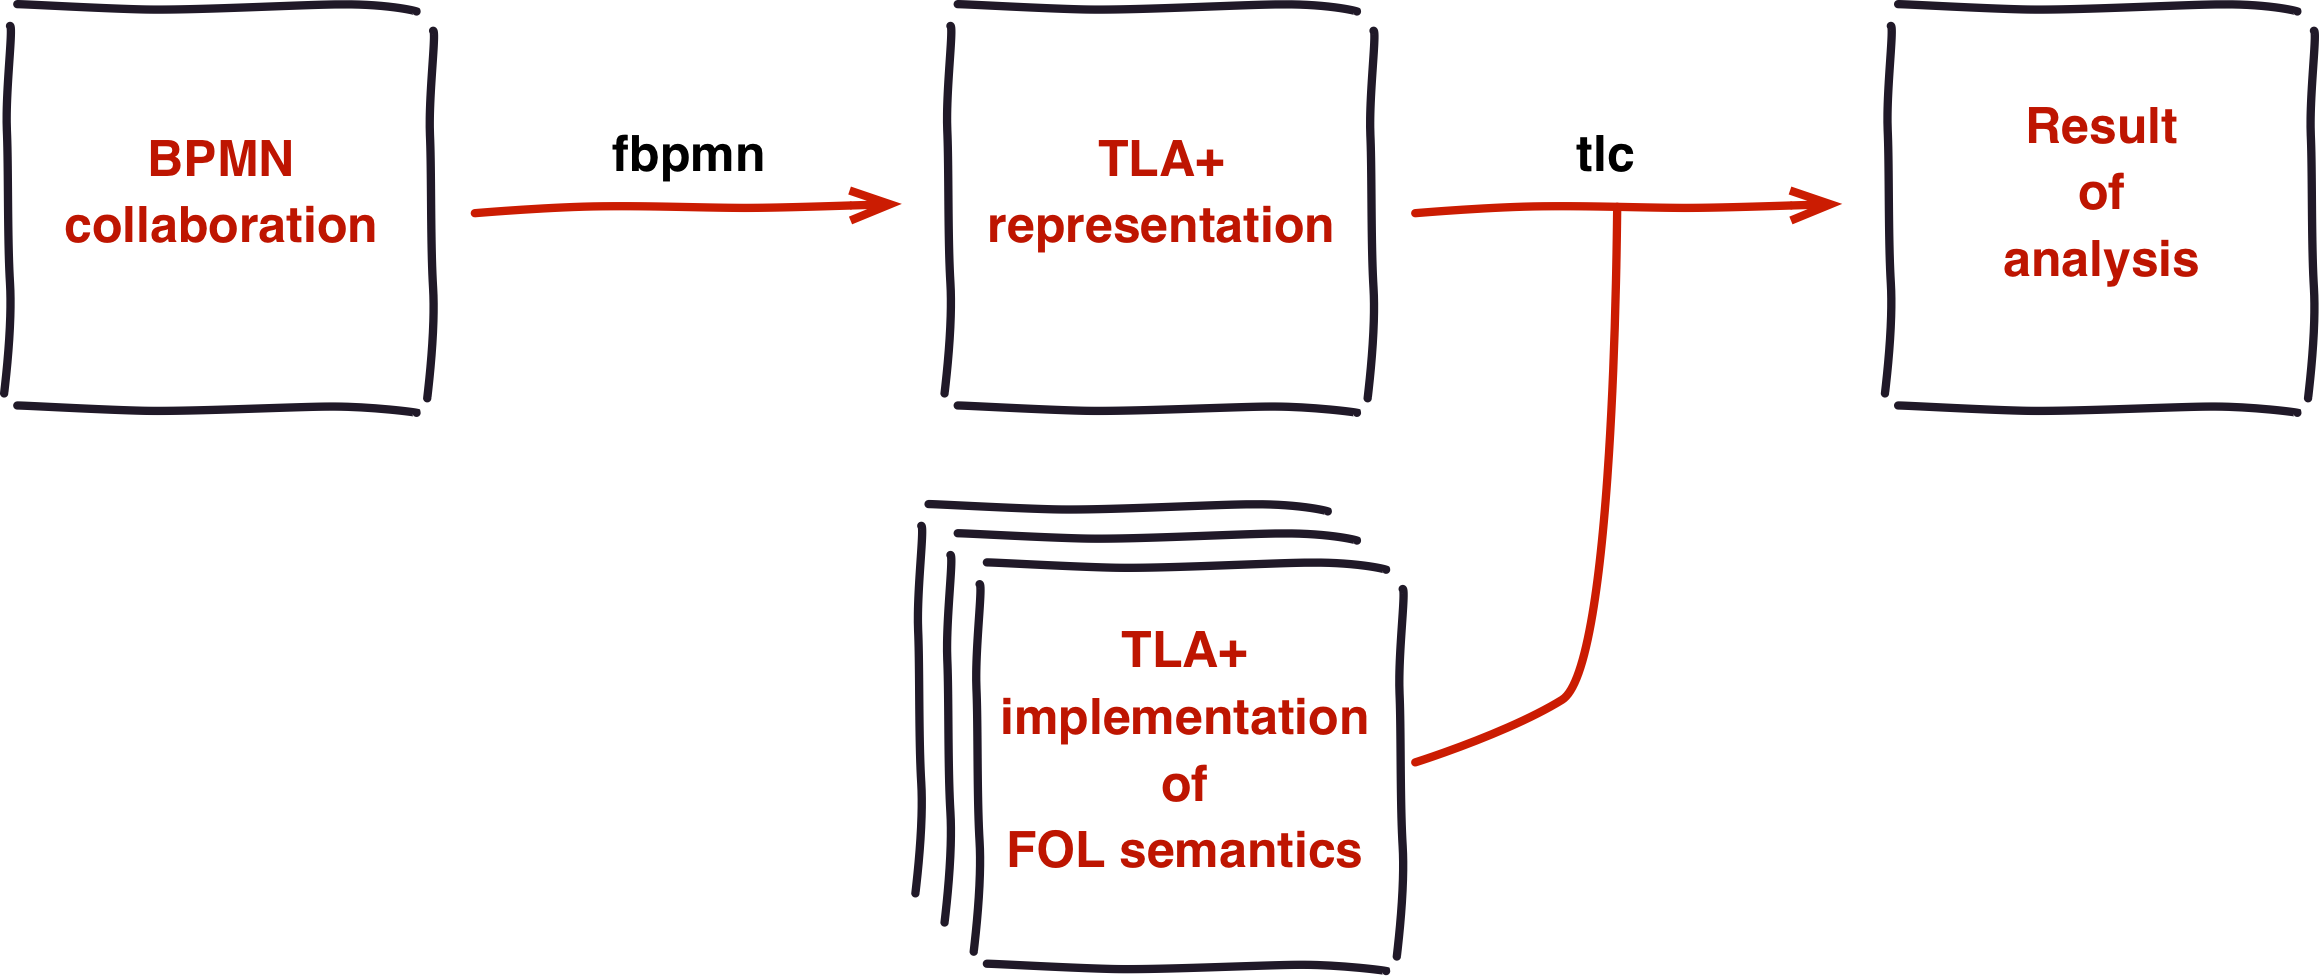 BPMN
collaboration
fbpmn
TLA+
representation
tlc
Result
of
analysis
TLA+
implementation
of
FOL semantics